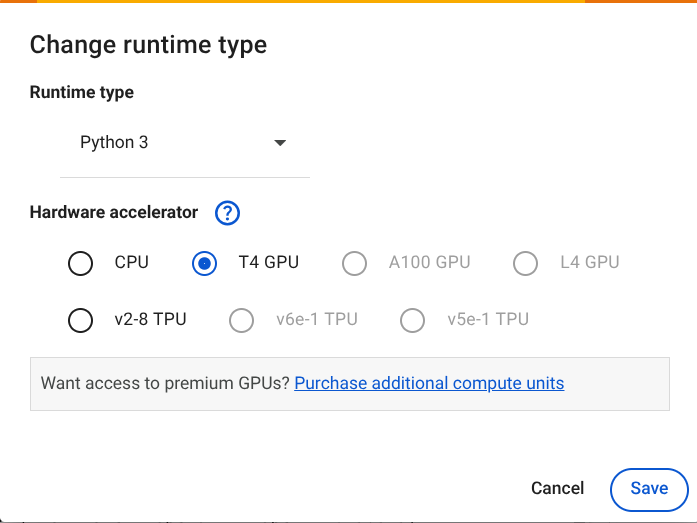 Change runtime type
Runtime type
Python 3
Hardware accelerator ?
CPU T4 GPU A100 GPU L4 GPU
v2-8 TPU v6e-1 TPU v5e-1 TPU
Want access to premium GPUs? Purchase additional compute units
Cancel Save